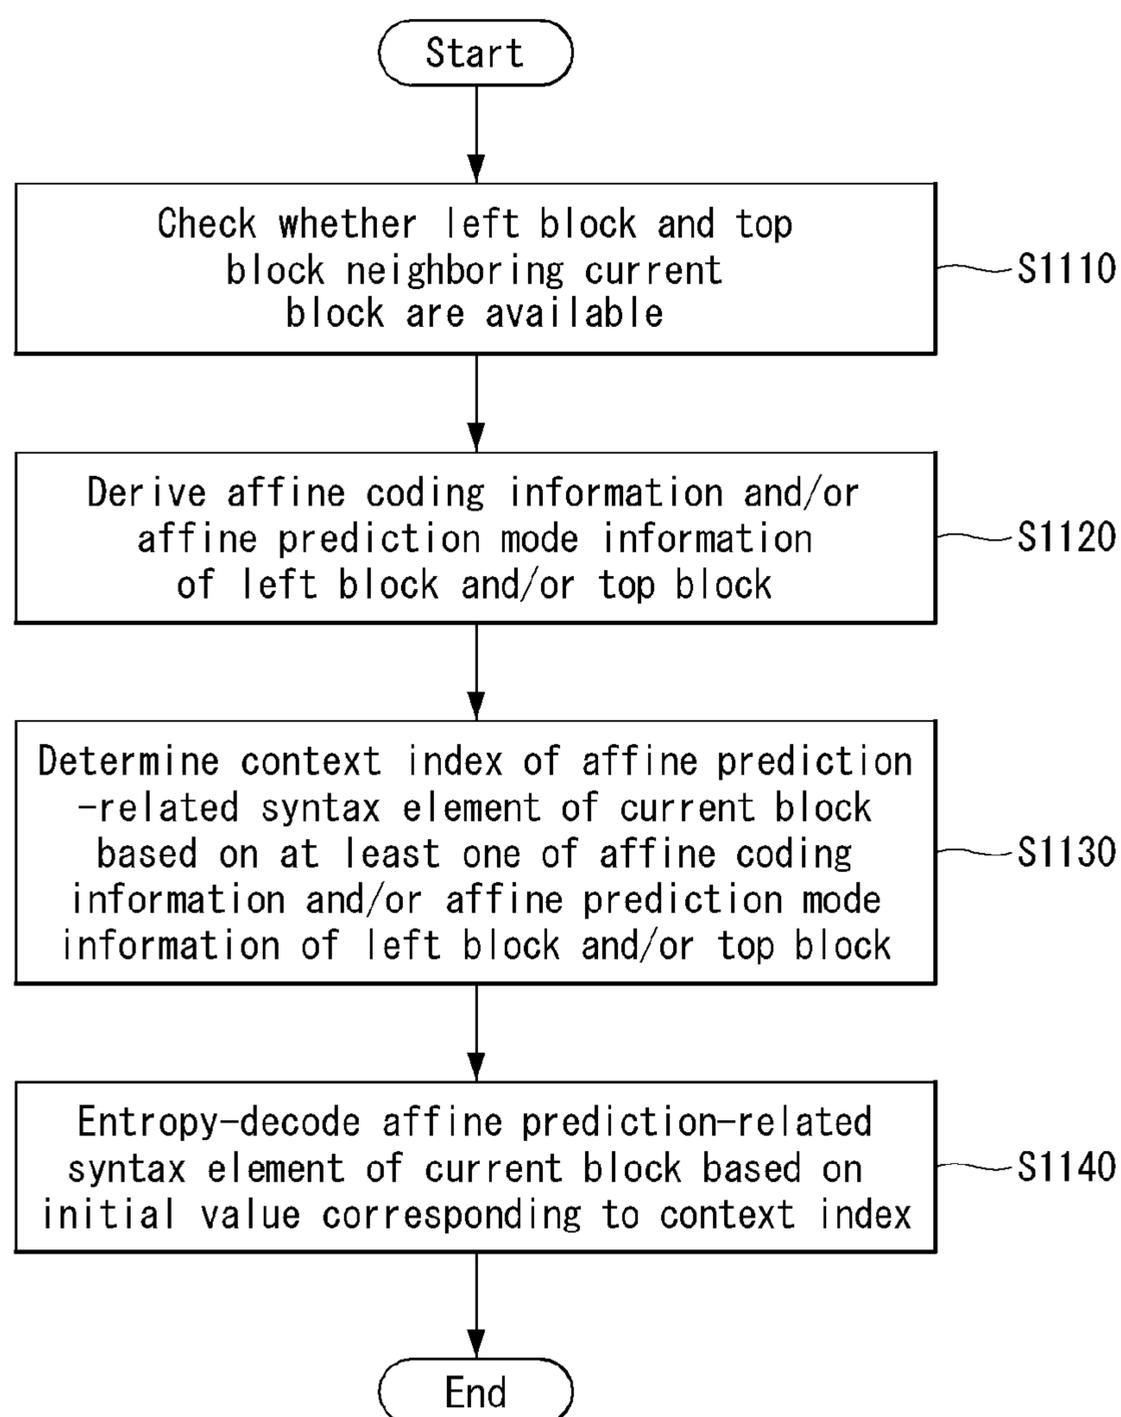 Start
Check whether left block and top
block neighboring current
block are available
S1110
Derive affine coding information and/or
affine prediction mode information
of left block and/or top block
S1120
Determine context index of affine prediction
-related syntax element of current block
based on at least one of affine coding
information and/or affine prediction mode
information of left block and/or top block
S1130
Entropy-decode affine prediction-related
syntax element of current block based on
initial value corresponding to context index
S1140
End